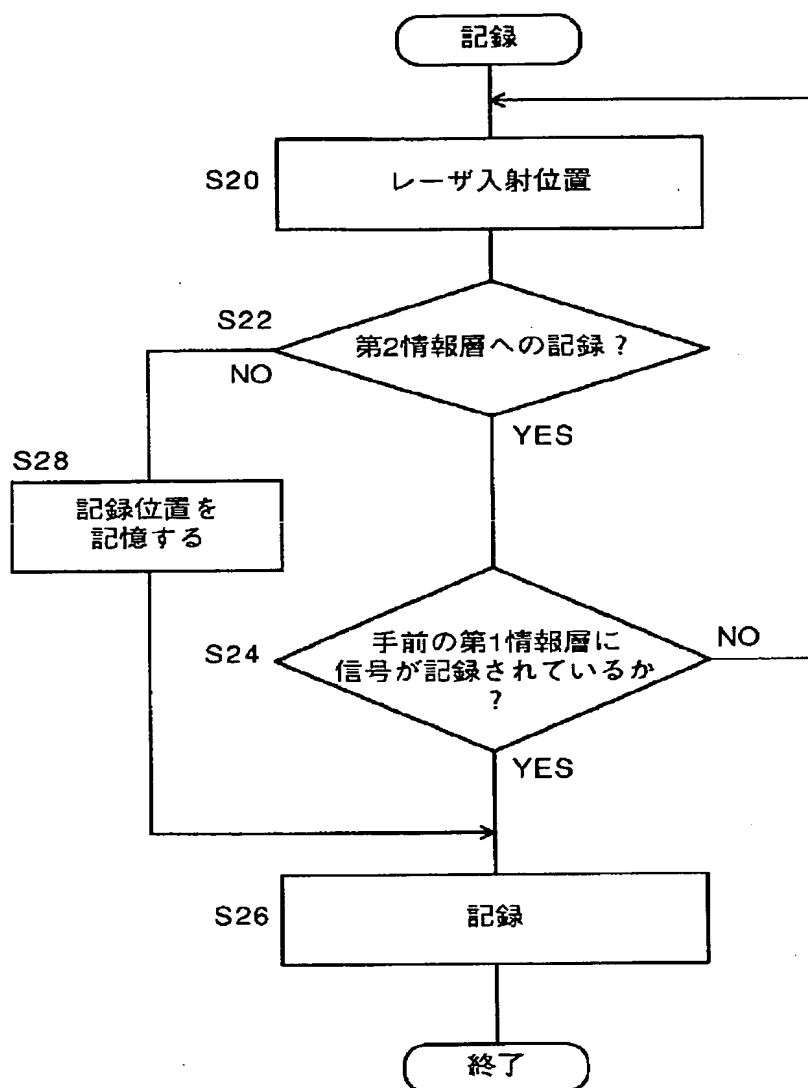 記録
S20
レーザ入射位置
S22
第2情報層への記録?
NO
YES
S28
記録位置を
記憶する
S24
手前の第1情報層に
信号が記録されているか
?
NO
YES
S26
記録
終了